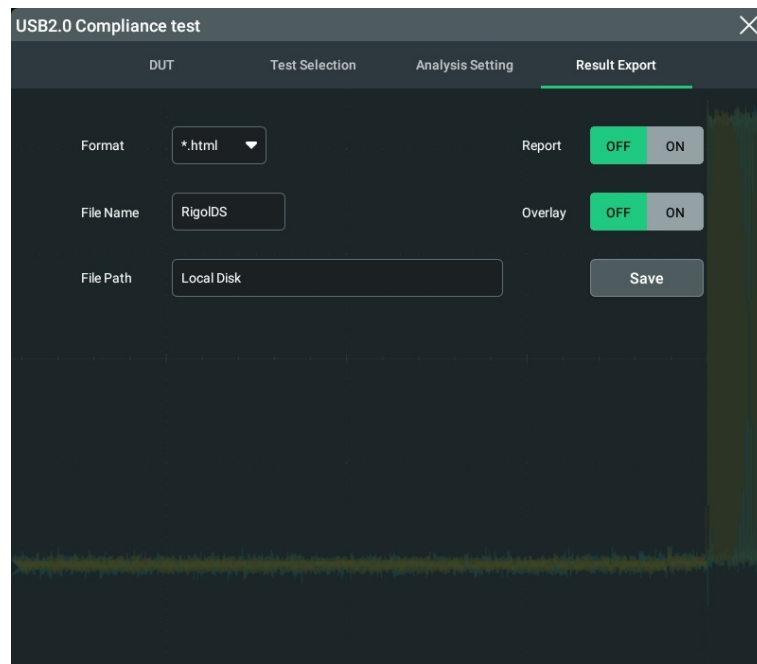 USB2.0 Compliance test
DUT Test Selection Analysis Setting Result Export
Format *.html Report OFF ON
File Name RigolDS Overlay OFF ON
File Path Local Disk Save